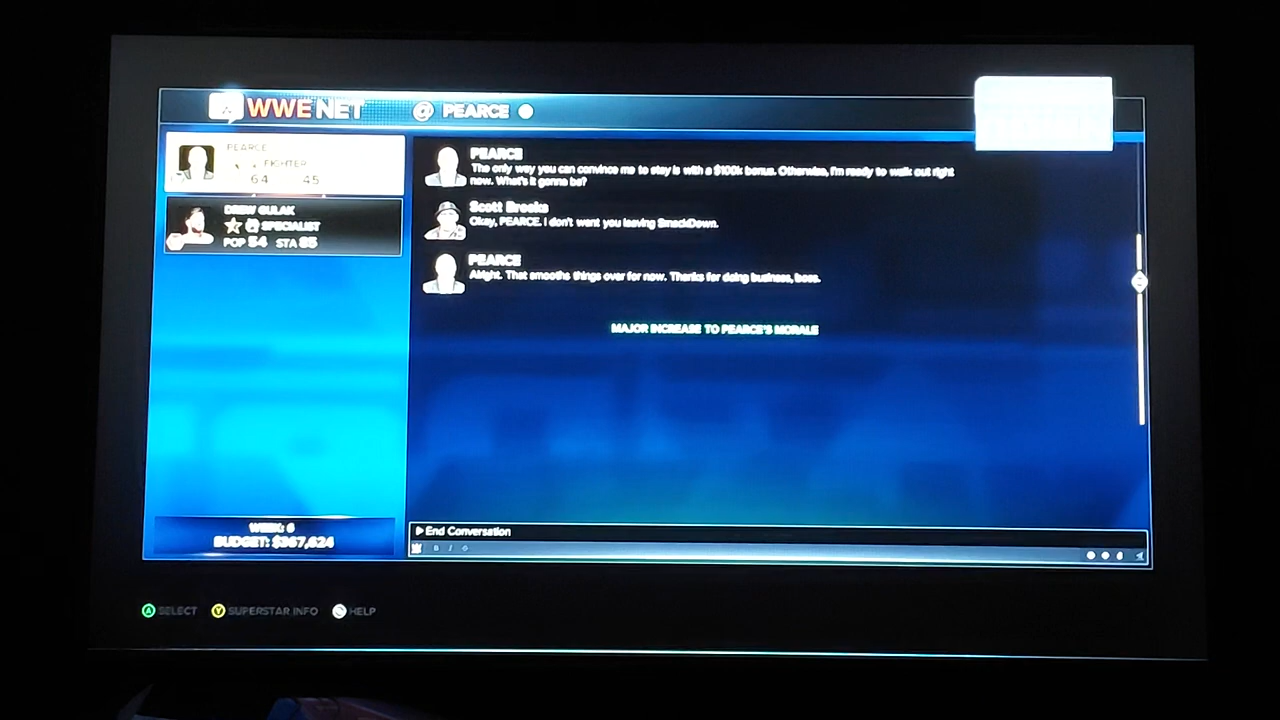 WWE NET
@ PEARCE
PEARCE
FIGHTER
64 45
DREW GULAK
SPECIALIST
POP 54 STA 85
WEEK: 6
BUDGET: $367,624
PEARCE
The only way you can convince me to stay is with a $100k bonus. Otherwise, I'm ready to walk out right
now. What's it gonna be?
Scott Brooks
Okay, PEARCE. I don't want you leaving SmackDown.
PEARCE
Alright. That smooths things over for now. Thanks for doing business, boss.
MAJOR INCREASE TO PEARCE'S MORALE
End Conversation
B I S
A SELECT Y SUPERSTAR INFO HELP